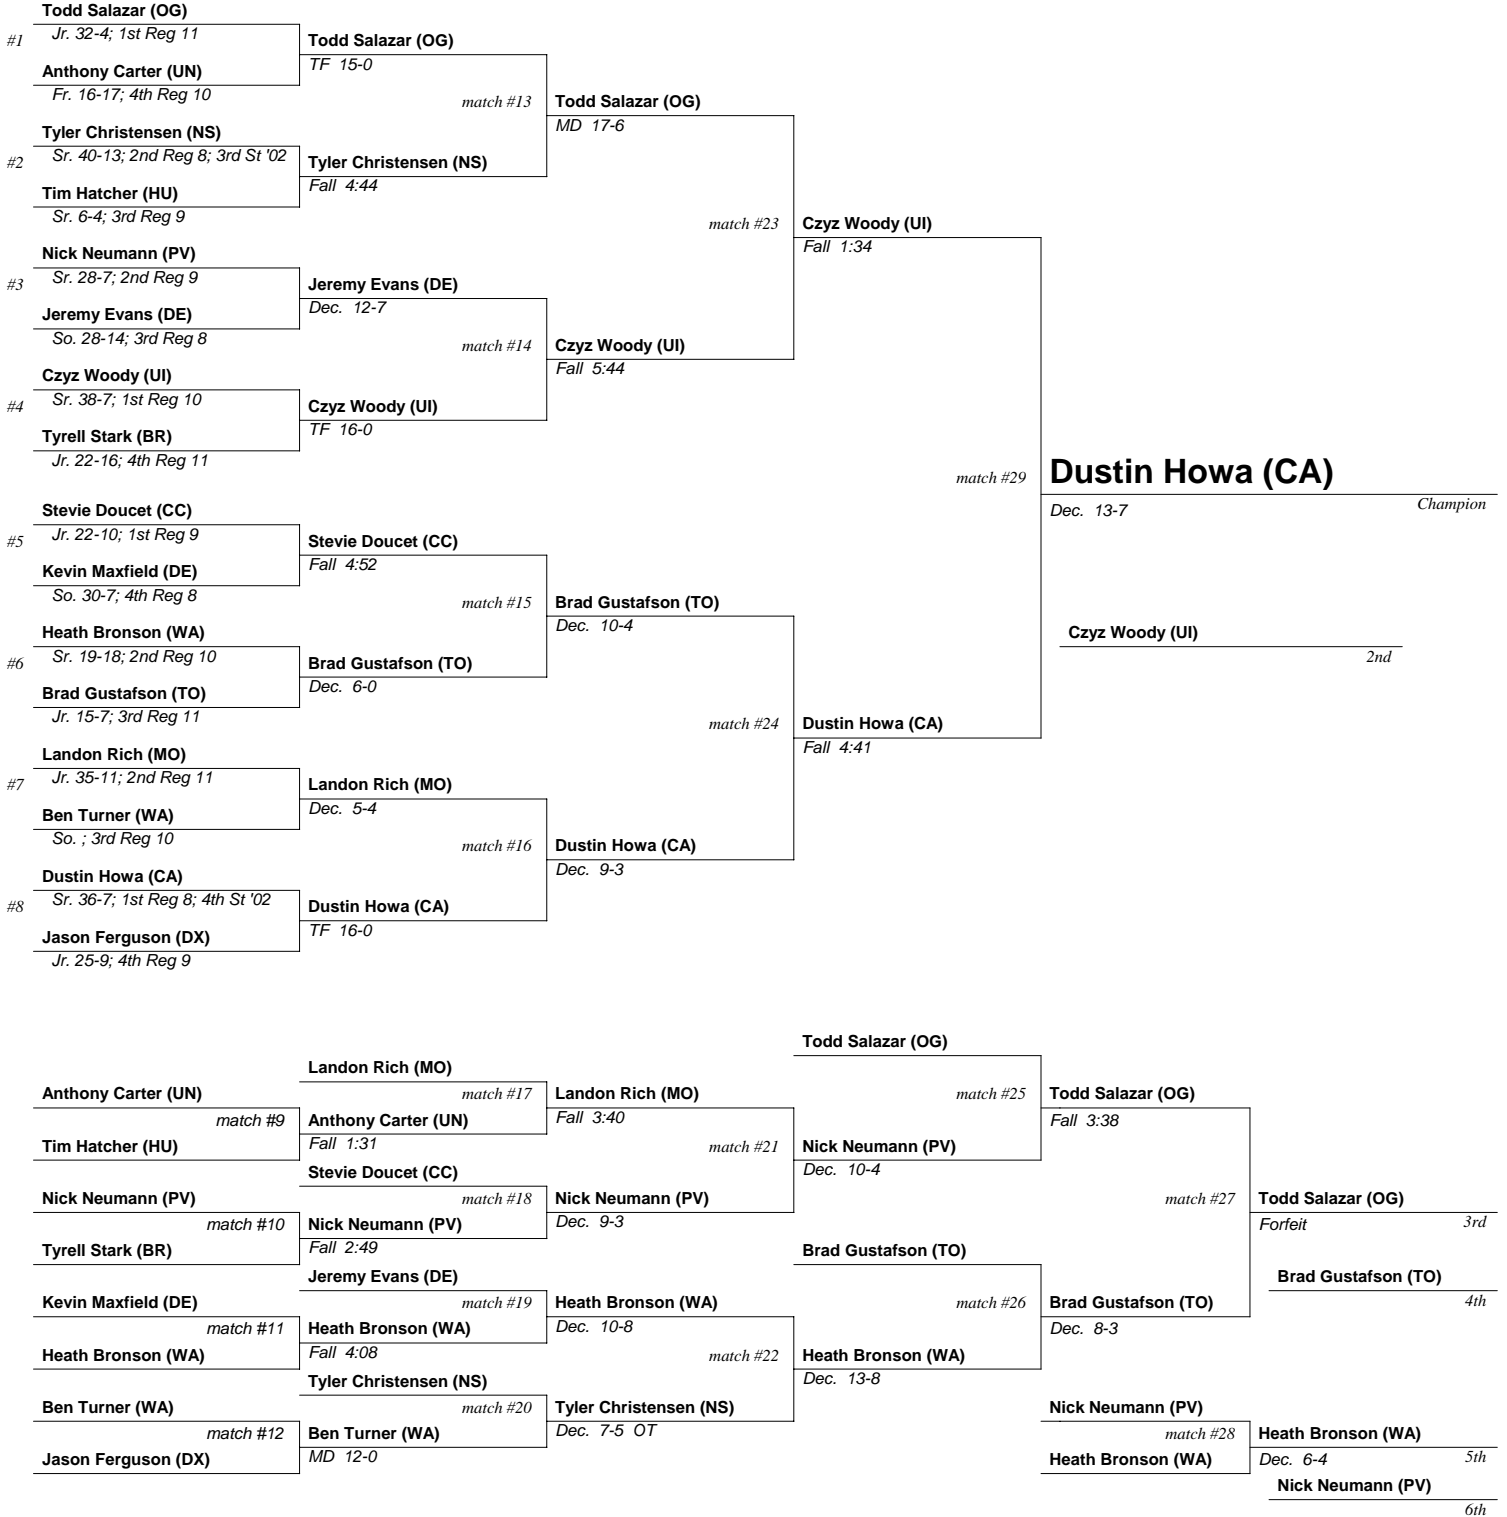 Todd Salazar (OG)
#1
Jr. 32-4; 1st Reg 11
Todd Salazar (OG)
TF 15-0
Anthony Carter (UN)
Fr. 16-17; 4th Reg 10
match #13
Todd Salazar (OG)
MD 17-6
Tyler Christensen (NS)
#2
Sr. 40-13; 2nd Reg 8; 3rd St '02
Tyler Christensen (NS)
Fall 4:44
Tim Hatcher (HU)
Sr. 6-4; 3rd Reg 9
match #23
Czyz Woody (UI)
Fall 1:34
Nick Neumann (PV)
#3
Sr. 28-7; 2nd Reg 9
Jeremy Evans (DE)
Dec. 12-7
Jeremy Evans (DE)
So. 28-14; 3rd Reg 8
match #14
Czyz Woody (UI)
Fall 5:44
Czyz Woody (UI)
#4
Sr. 38-7; 1st Reg 10
Czyz Woody (UI)
TF 16-0
Tyrell Stark (BR)
Jr. 22-16; 4th Reg 11
match #29
Dustin Howa (CA)
Dec. 13-7
Champion
Stevie Doucet (CC)
#5
Jr. 22-10; 1st Reg 9
Stevie Doucet (CC)
Fall 4:52
Kevin Maxfield (DE)
So. 30-7; 4th Reg 8
match #15
Brad Gustafson (TO)
Dec. 10-4
Czyz Woody (UI)
2nd
Heath Bronson (WA)
#6
Sr. 19-18; 2nd Reg 10
Brad Gustafson (TO)
Dec. 6-0
Brad Gustafson (TO)
Jr. 15-7; 3rd Reg 11
match #24
Dustin Howa (CA)
Fall 4:41
Landon Rich (MO)
#7
Jr. 35-11; 2nd Reg 11
Landon Rich (MO)
Dec. 5-4
Ben Turner (WA)
So. ; 3rd Reg 10
match #16
Dustin Howa (CA)
Dec. 9-3
Dustin Howa (CA)
#8
Sr. 36-7; 1st Reg 8; 4th St '02
Dustin Howa (CA)
TF 16-0
Jason Ferguson (DX)
Jr. 25-9; 4th Reg 9
Todd Salazar (OG)
Landon Rich (MO)
Anthony Carter (UN)
match #17
Landon Rich (MO)
Fall 3:40
match #25
Todd Salazar (OG)
Fall 3:38
match #9
Anthony Carter (UN)
Fall 1:31
Tim Hatcher (HU)
match #21
Nick Neumann (PV)
Dec. 10-4
Stevie Doucet (CC)
Nick Neumann (PV)
match #18
Nick Neumann (PV)
Dec. 9-3
match #27
Todd Salazar (OG)
Forfeit
3rd
match #10
Nick Neumann (PV)
Fall 2:49
Tyrell Stark (BR)
Brad Gustafson (TO)
Jeremy Evans (DE)
Brad Gustafson (TO)
4th
Kevin Maxfield (DE)
match #19
Heath Bronson (WA)
Dec. 10-8
match #26
Brad Gustafson (TO)
Dec. 8-3
match #11
Heath Bronson (WA)
Fall 4:08
Heath Bronson (WA)
match #22
Heath Bronson (WA)
Dec. 13-8
Tyler Christensen (NS)
Ben Turner (WA)
match #20
Tyler Christensen (NS)
Dec. 7-5 OT
Nick Neumann (PV)
match #12
Ben Turner (WA)
MD 12-0
match #28
Heath Bronson (WA)
Dec. 6-4
5th
Jason Ferguson (DX)
Heath Bronson (WA)
Nick Neumann (PV)
6th